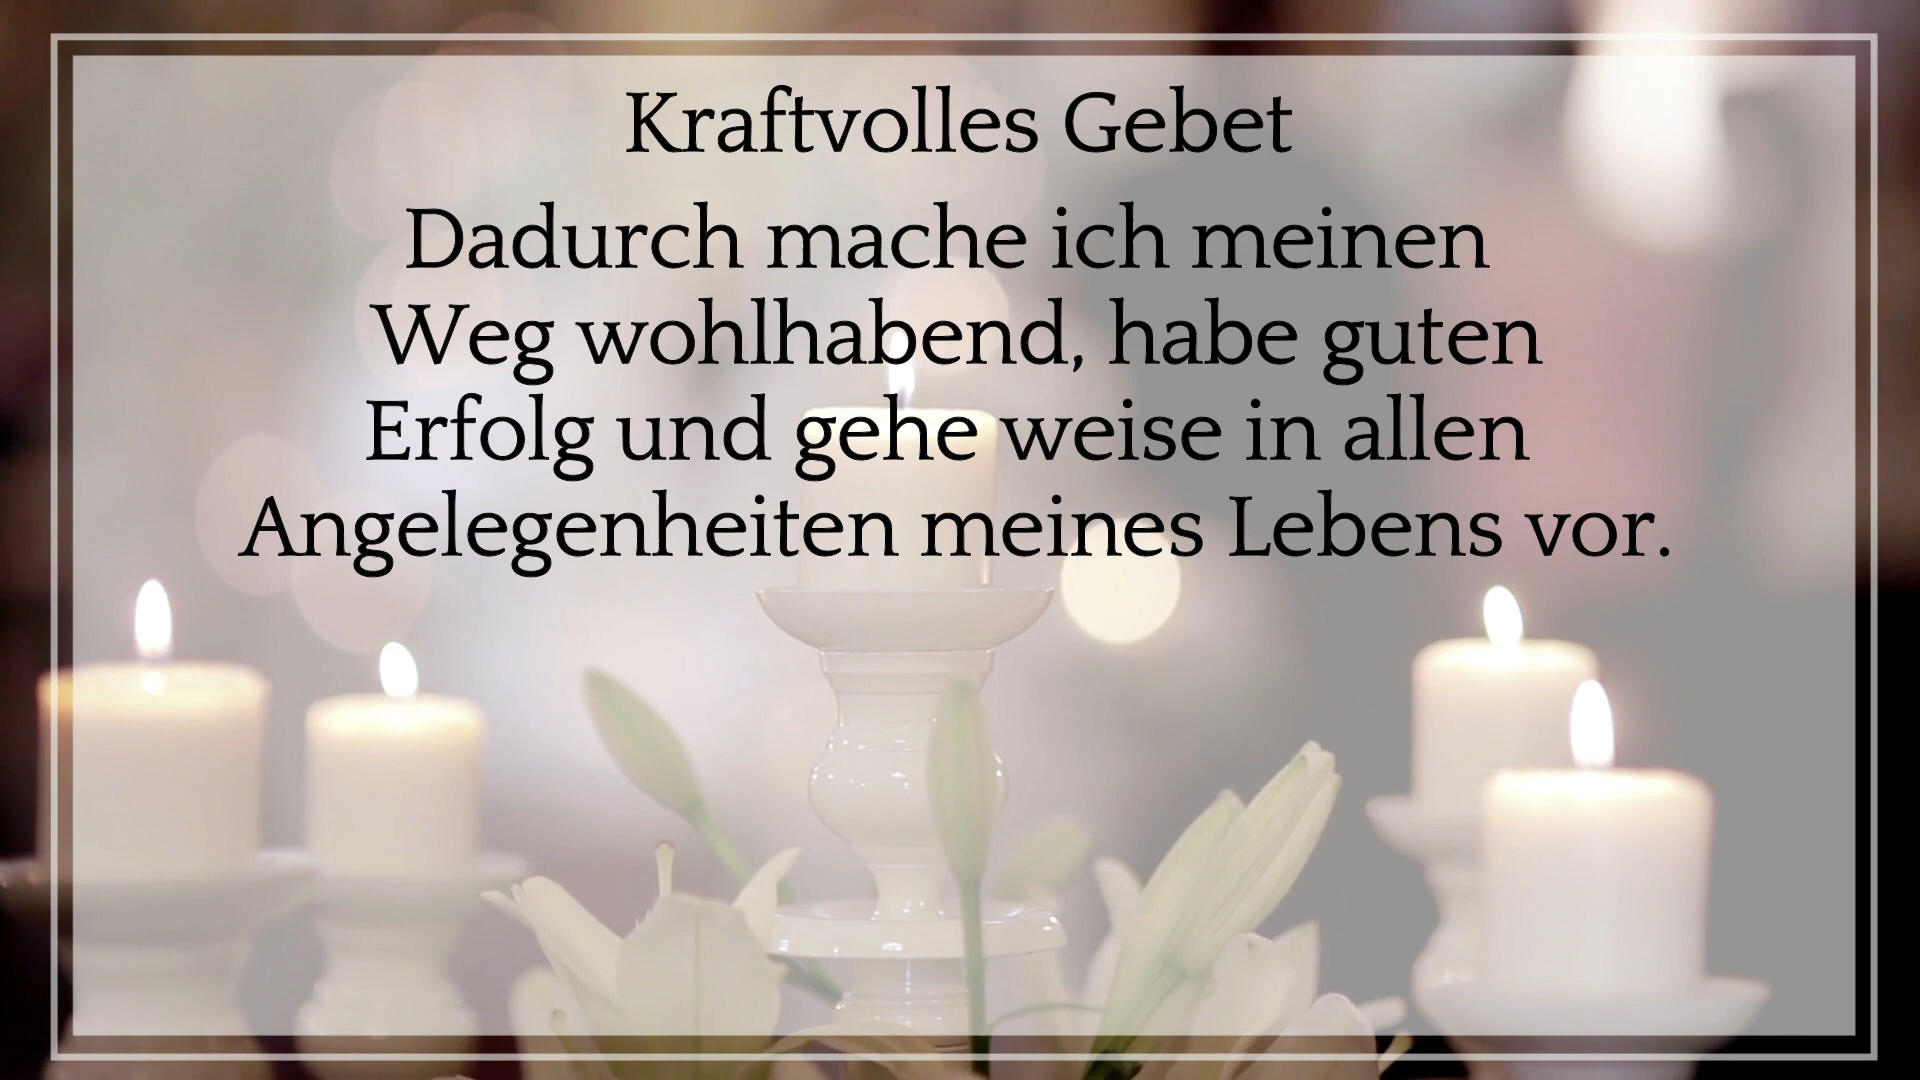 Kraftvolles Gebet
Dadurch mache ich meinen
Weg wohlhabend, habe guten
Erfolg und gehe weise in allen
Angelegenheiten meines Lebens vor.